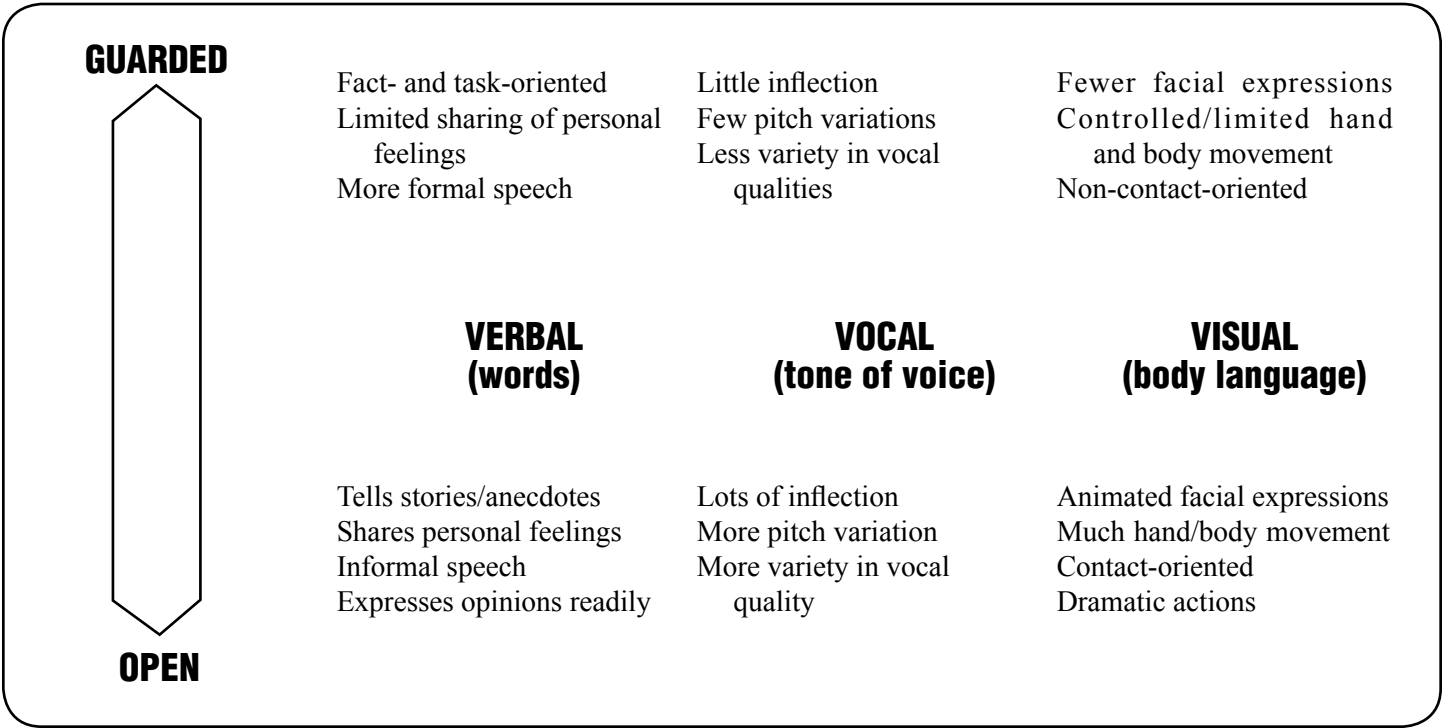 GUARDED
Fact- and task-oriented
Limited sharing of personal
feelings
More formal speech
Little inflection
Few pitch variations
Less variety in vocal
qualities
Fewer facial expressions
Controlled/limited hand
and body movement
Non-contact-oriented
VERBAL
(words)
VOCAL
(tone of voice)
VISUAL
(body language)
Tells stories/anecdotes
Shares personal feelings
Informal speech
Expresses opinions readily
Lots of inflection
More pitch variation
More variety in vocal
quality
Animated facial expressions
Much hand/body movement
Contact-oriented
Dramatic actions
OPEN